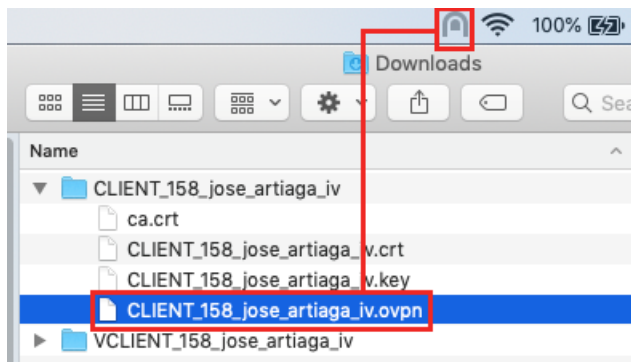 100%
Downloads
Sea
Name
CLIENT_158_jose_artiaga_iv
ca.crt
CLIENT_158_jose_artiaga_iv.crt
CLIENT_158_jose_artiaga_iv.key
CLIENT_158_jose_artiaga_iv.ovpn
VCLIENT_158_jose_artiaga_iv